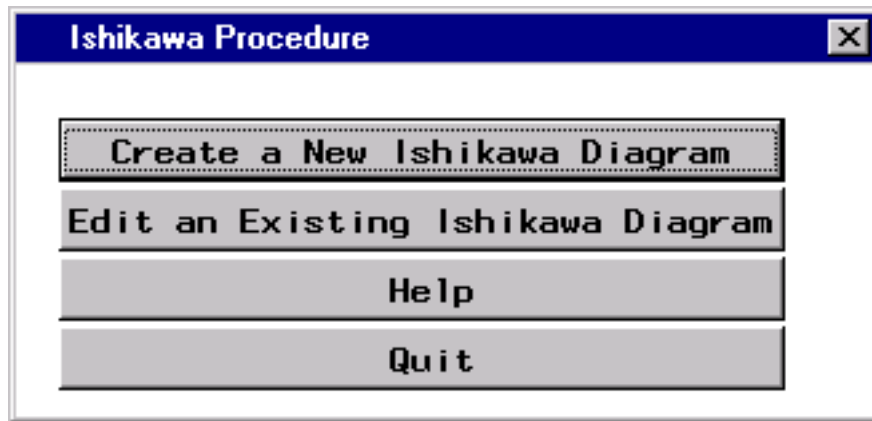 Ishikawa Procedure
Create a New Ishikawa Diagram
Edit an Existing Ishikawa Diagram
Help
Quit